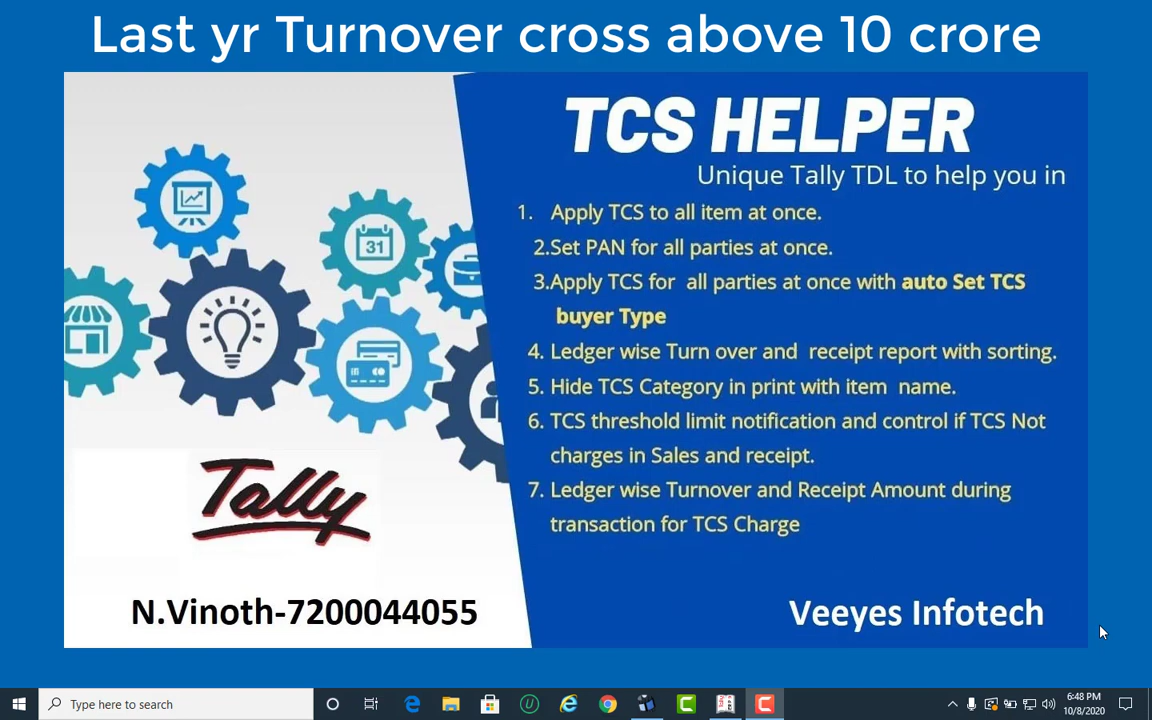 Last yr Turnover cross above 10 crore
TCS HELPER
Unique Tally TDL to help you in
1. Apply TCS to all item at once.
2.Set PAN for all parties at once.
3.Apply TCS for all parties at once with auto Set TCS
buyer Type
4. Ledger wise Turn over and receipt report with sorting.
5. Hide TCS Category in print with item name.
6. TCS threshold limit notification and control if TCS Not
charges in Sales and receipt.
7. Ledger wise Turnover and Receipt Amount during
transaction for TCS Charge
31
Tally
N.Vinoth-7200044055
Veeyes Infotech
Type here to search
6:48 PM
10/8/2020